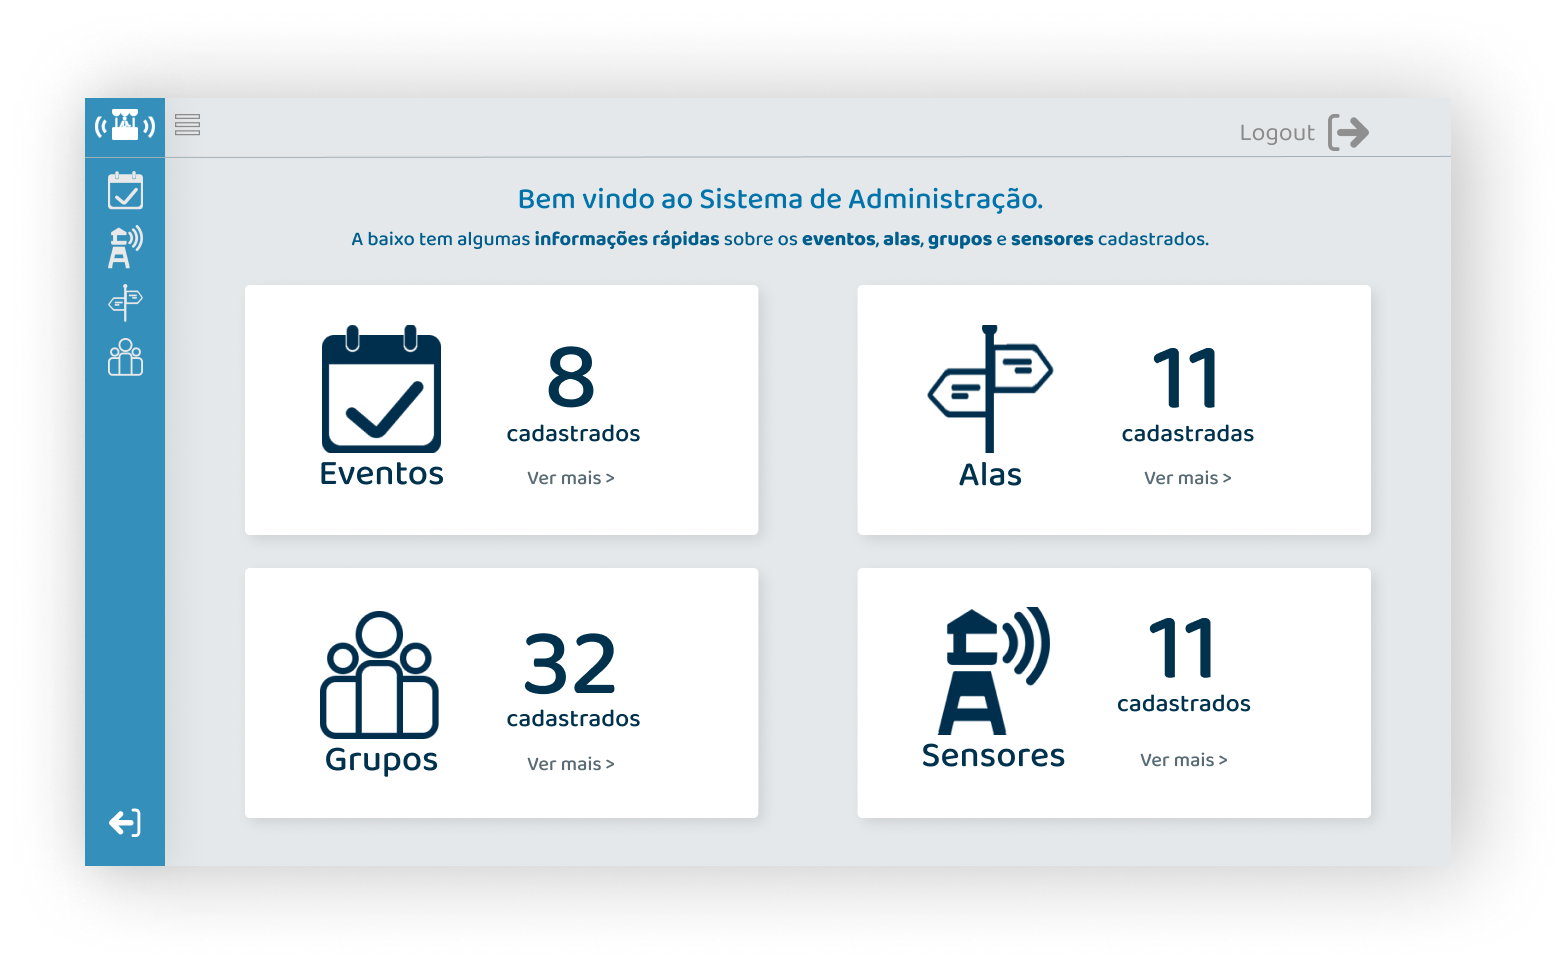 Logout
Bem vindo ao Sistema de Administração.
A baixo tem algumas informações rápidas sobre os eventos, alas, grupos e sensores cadastrados.
8
cadastrados
Eventos
Ver mais >
11
cadastradas
Alas
Ver mais >
32
cadastrados
Grupos
Ver mais >
11
cadastrados
Sensores
Ver mais >